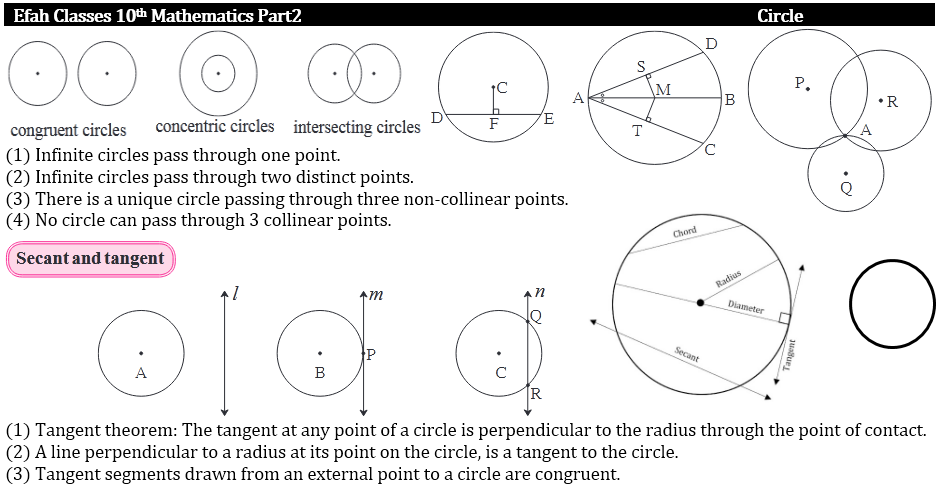 Efah Classes 10th Mathematics Part2 Circle
congruent circles
concentric circles
intersecting circles
C
D
F
E
A
S
D
M
B
T
C
P
R
A
Q
(1) Infinite circles pass through one point.
(2) Infinite circles pass through two distinct points.
(3) There is a unique circle passing through three non-collinear points.
(4) No circle can pass through 3 collinear points.
Secant and tangent
A
l
B
m
P
C
n
Q
R
Chord
Radius
Diameter
Secant
Tangent
(1) Tangent theorem: The tangent at any point of a circle is perpendicular to the radius through the point of contact.
(2) A line perpendicular to a radius at its point on the circle, is a tangent to the circle.
(3) Tangent segments drawn from an external point to a circle are congruent.